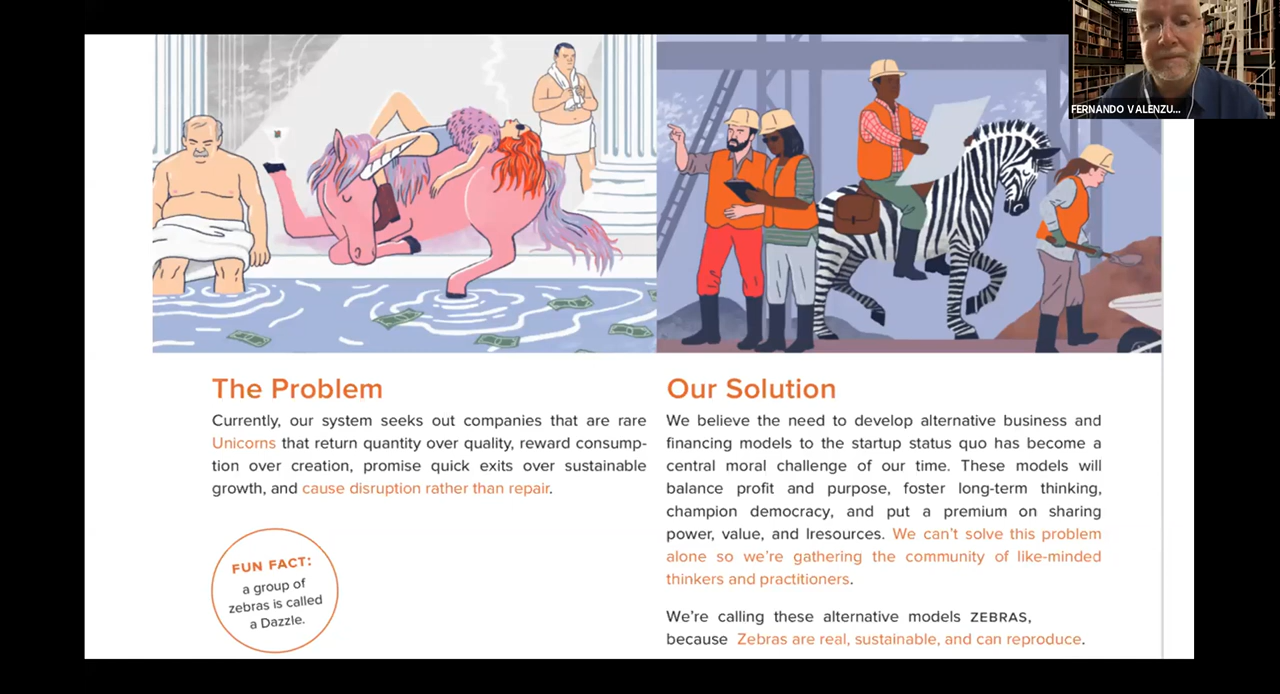 FERNANDO VALENZU...
The Problem
Currently, our system seeks out companies that are rare
Unicorns that return quantity over quality, reward consump-
tion over creation, promise quick exits over sustainable
growth, and cause disruption rather than repair.
FUN FACT:
a group of
zebras is called
a Dazzle.
Our Solution
We believe the need to develop alternative business and
financing models to the startup status quo has become a
central moral challenge of our time. These models will
balance profit and purpose, foster long-term thinking,
champion democracy, and put a premium on sharing
power, value, and lresources. We can't solve this problem
alone so we're gathering the community of like-minded
thinkers and practitioners.
We're calling these alternative models ZEBRAS,
because Zebras are real, sustainable, and can reproduce.